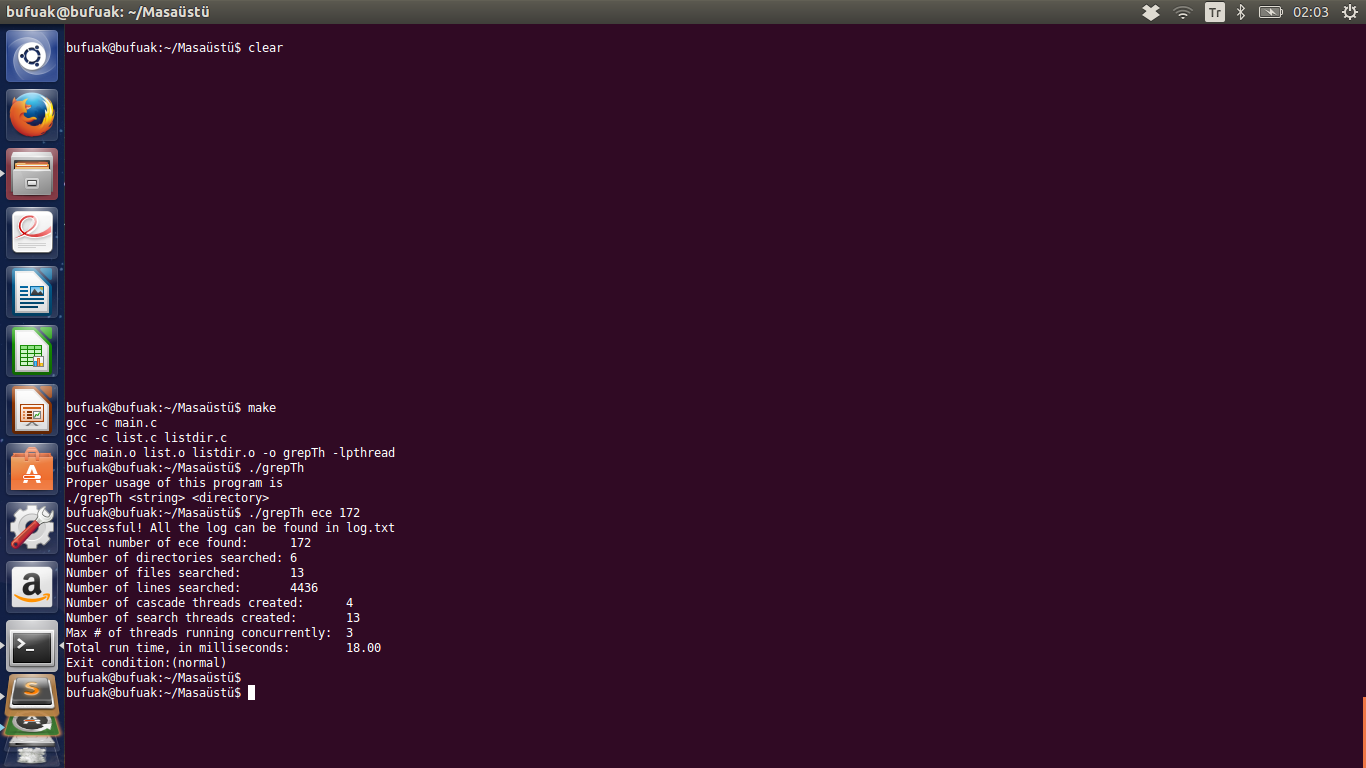 bufuak@bufuak: ~/Masaüstü
Tr
02:03
bufuak@bufuak:~/Masaüstü$ clear
bufuak@bufuak:~/Masaüstü$ make
gcc -c main.c
gcc -c list.c listdir.c
gcc main.o list.o listdir.o -o grepTh -lpthread
bufuak@bufuak:~/Masaüstü$ ./grepTh
Proper usage of this program is
./grepTh <string> <directory>
bufuak@bufuak:~/Masaüstü$ ./grepTh ece 172
Successful! All the log can be found in log.txt
Total number of ece found: 172
Number of directories searched: 6
Number of files searched: 13
Number of lines searched: 4436
Number of cascade threads created: 4
Number of search threads created: 13
Max # of threads running concurrently: 3
Total run time, in milliseconds: 18.00
Exit condition:(normal)
bufuak@bufuak:~/Masaüstü$
bufuak@bufuak:~/Masaüstü$